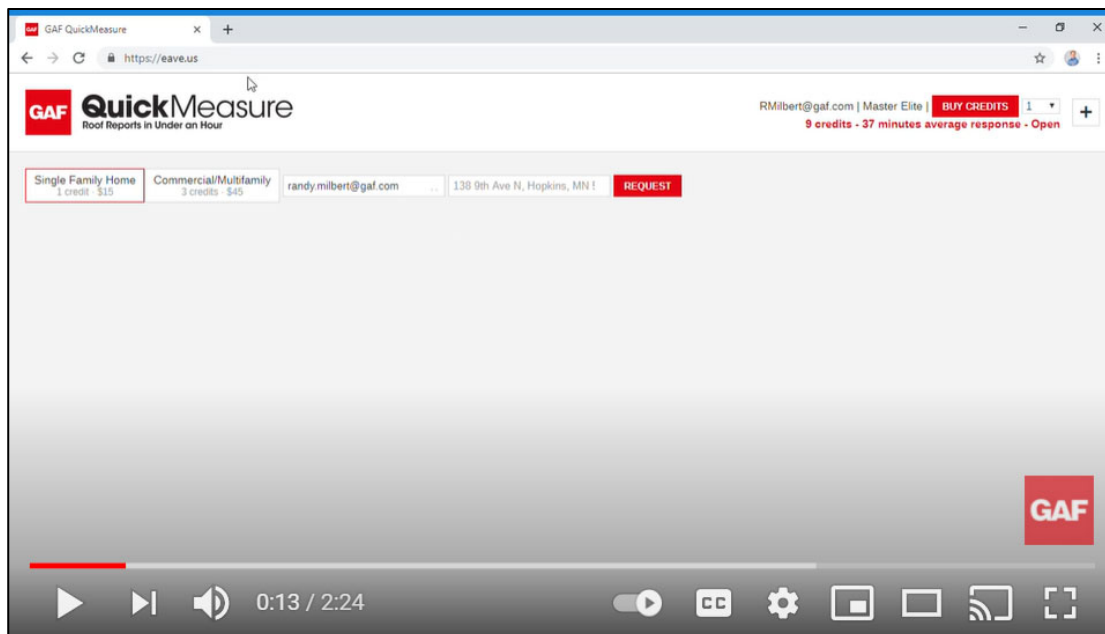 GAF QuickMeasure
https://eave.us
GAF QuickMeasure
Roof Reports in Under an Hour
RMilbert@gaf.com | Master Elite | BUY CREDITS 1
9 credits - 37 minutes average response - Open
Single Family Home
1 credit - $15
Commercial/Multifamily
3 credits - $45
randy.milbert@gaf.com
138 9th Ave N, Hopkins, MN
REQUEST
GAF
0:13 / 2:24
CC